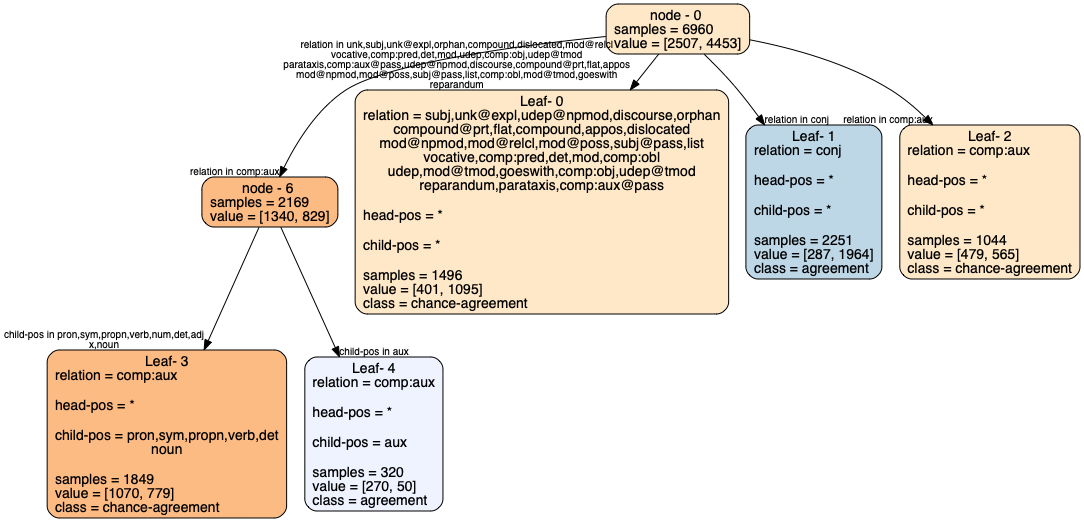 node - 0
samples = 6960
value = [2507, 4453]
relation in unk,subj,unk@expl,orphan,compound,dislocated,mod@relcl
vocative,comp:pred,det,mod,udep,comp:obj,udep@tmod
parataxis,comp:aux@pass,udep@npmod,discourse,compound@prt,flat,appos
mod@npmod,mod@poss,subj@pass,list,comp:obl,mod@tmod,goeswith
reparandum
Leaf- 0
relation = subj,unk@expl,udep@npmod,discourse,orphan
compound@prt,flat,compound,appos,dislocated
mod@npmod,mod@relcl,mod@poss,subj@pass,list
vocative,comp:pred,det,mod,comp:obl
udep,mod@tmod,goeswith,comp:obj,udep@tmod
reparandum,parataxis,comp:aux@pass
head-pos = *
child-pos = *
samples = 1496
value = [401, 1095]
class = chance-agreement
relation in conj
Leaf- 1
relation = conj
head-pos = *
child-pos = *
samples = 2251
value = [287, 1964]
class = agreement
relation in comp:aux
Leaf- 2
relation = comp:aux
head-pos = *
child-pos = *
samples = 1044
value = [479, 565]
class = chance-agreement
relation in comp:aux
node - 6
samples = 2169
value = [1340, 829]
child-pos in pron,sym,propn,verb,num,det,adj
x,noun
Leaf- 3
relation = comp:aux
head-pos = *
child-pos = pron,sym,propn,verb,det
noun
samples = 1849
value = [1070, 779]
class = chance-agreement
child-pos in aux
Leaf- 4
relation = comp:aux
head-pos = *
child-pos = aux
samples = 320
value = [270, 50]
class = agreement